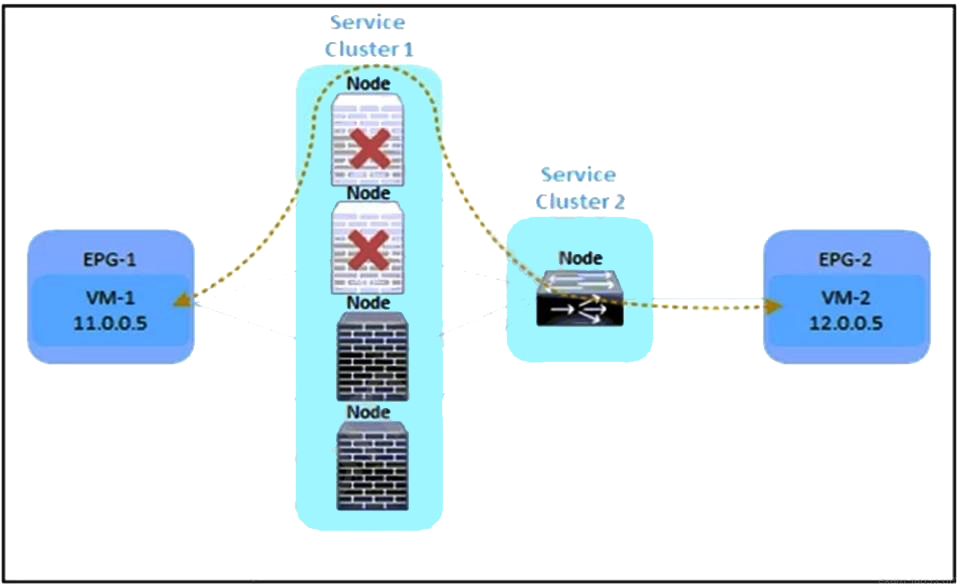 Service
Cluster 1
Node
Node
Node
Node
Service
Cluster 2
Node
EPG-1
VM-1
11.0.0.5
EPG-2
VM-2
12.0.0.5